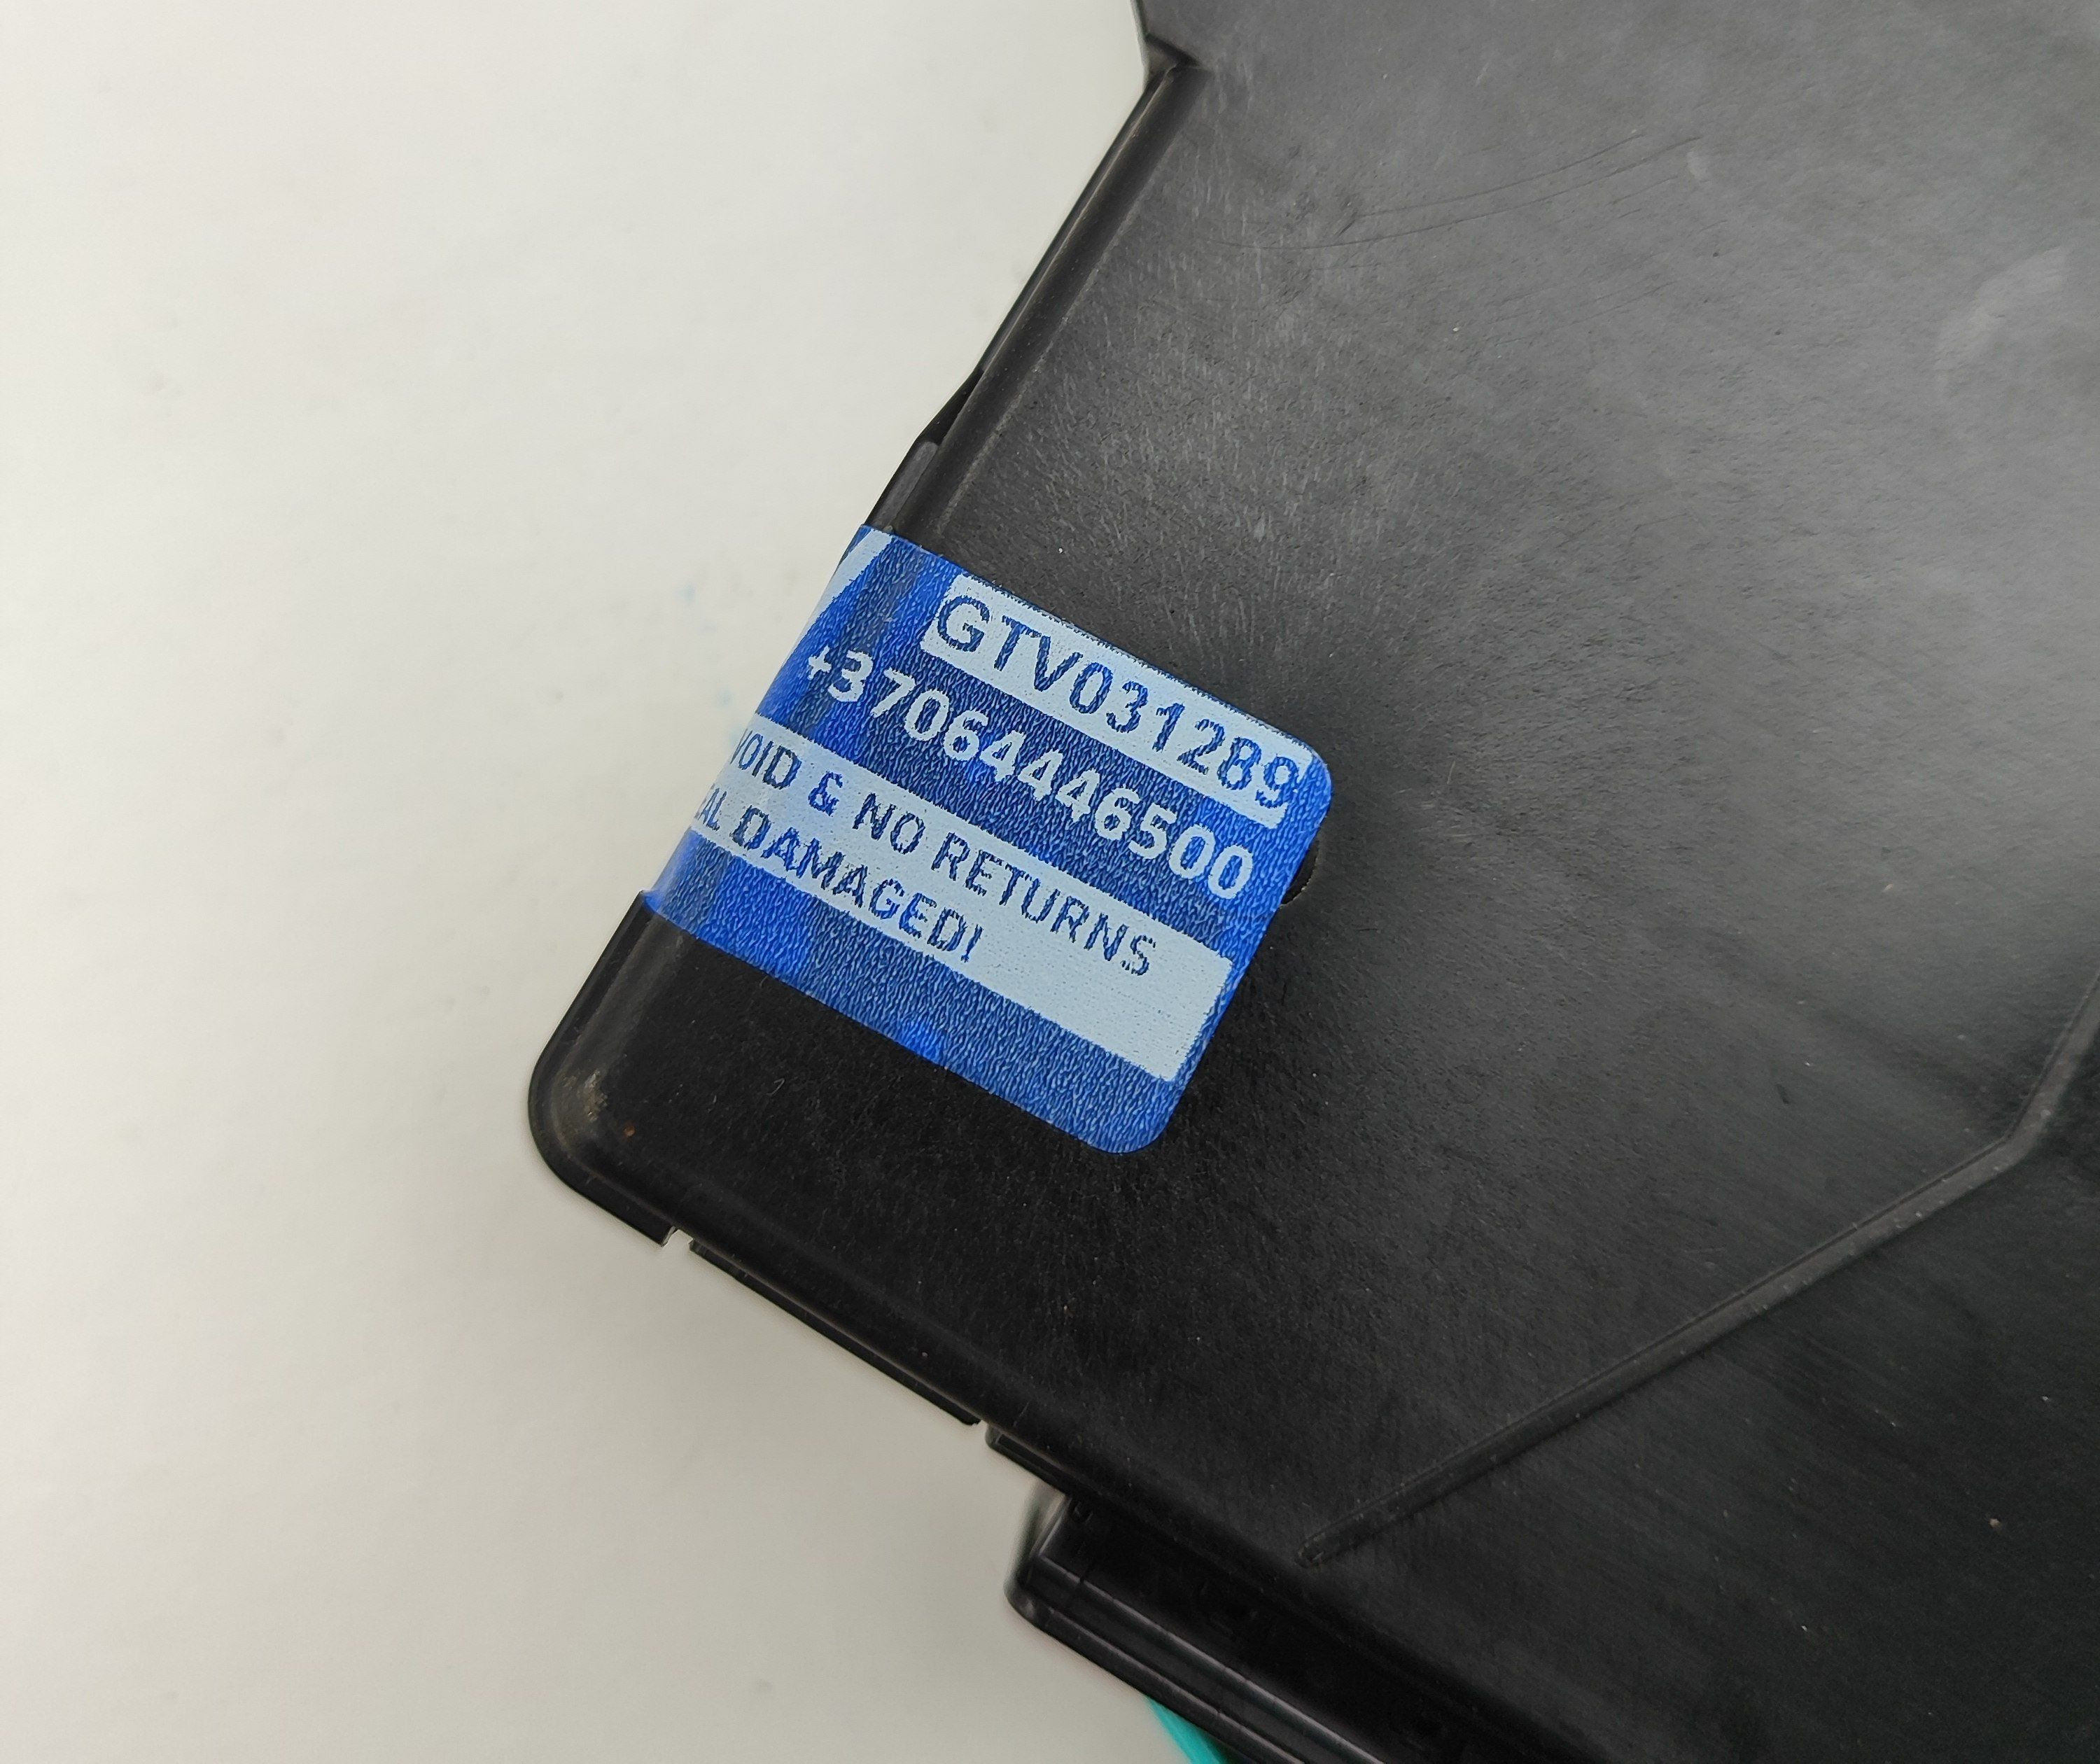 GTV031289
+37064446500
VOID & NO RETURNS
DAMAGED!